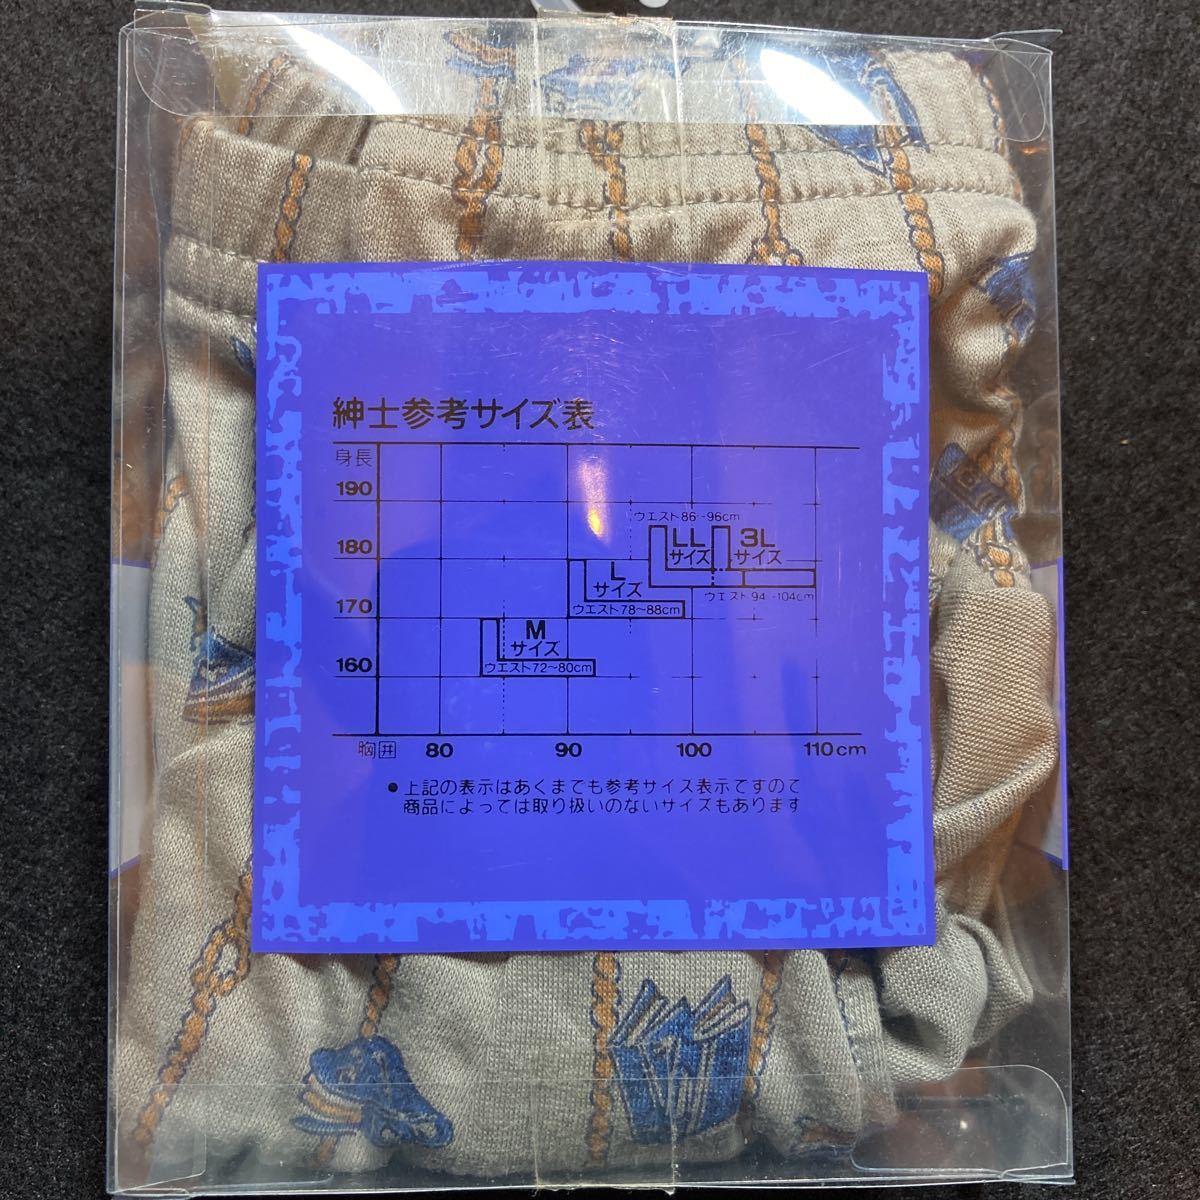 紳士参考サイズ表
身長
190
ウエスト86~96cm
180
LL
サイズ
3L
サイズ
L
サイズ
ウエスト94~104cm
170
ウエスト78~88cm
M
サイズ
160
ウエスト72~80cm
胸囲 80 90 100 110cm
●上記の表示はあくまでも参考サイズ表示ですので
商品によっては取り扱いのないサイズもあります